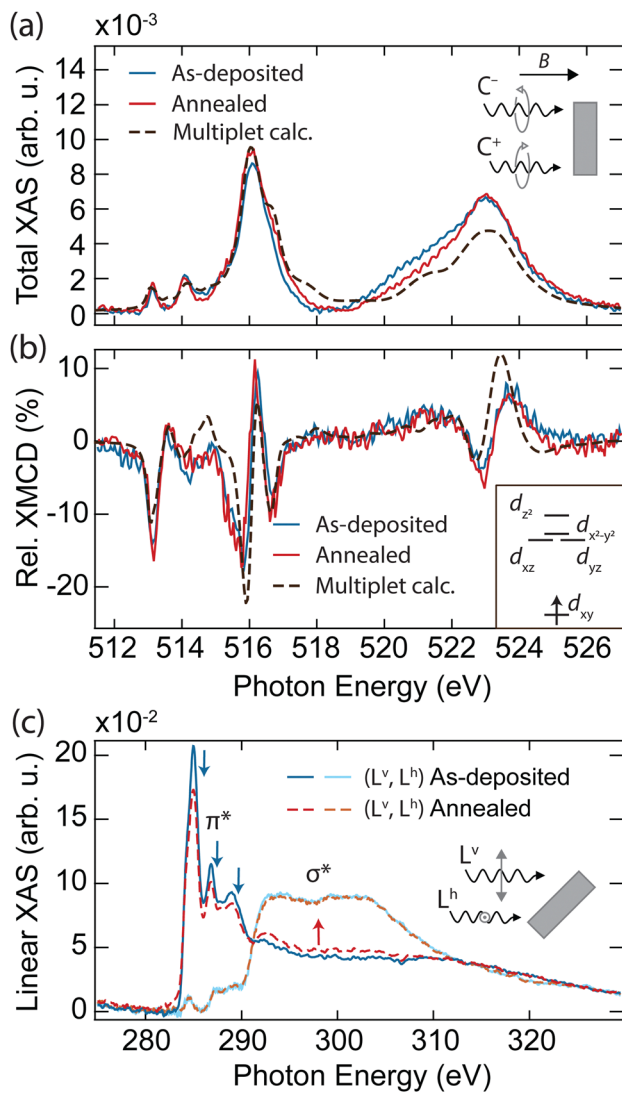 (a)
x10⁻³
14
12
10
8
6
4
2
0
Total XAS (arb. u.)
As-deposited
Annealed
Multiplet calc.
B
C⁻
C⁺
(b)
10
0
-10
-20
Rel. XMCD (%)
As-deposited
Annealed
Multiplet calc.
d_z²
d_x²-y²
d_xz d_yz
d_xy
512 514 516 518 520 522 524 526
Photon Energy (eV)
(c)
x10⁻²
20
15
10
5
0
Linear XAS (arb. u.)
(Lᵛ, Lʰ) As-deposited
(Lᵛ, Lʰ) Annealed
π*
σ*
Lᵛ
Lʰ
280 290 300 310 320
Photon Energy (eV)